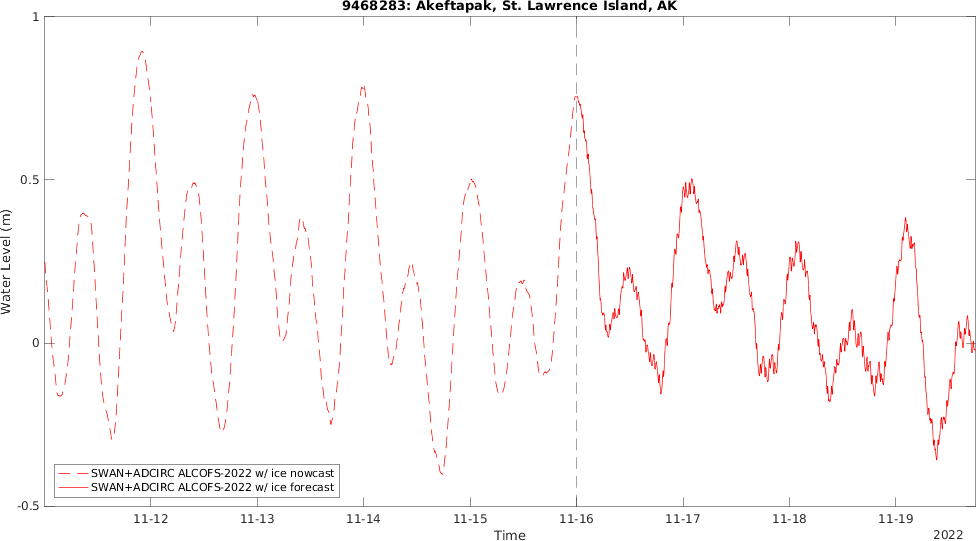 9468283: Akeftapak, St. Lawrence Island, AK
1
0.5
0
-0.5
Water Level (m)
SWAN+ADCIRC ALCOFS-2022 w/ ice nowcast
SWAN+ADCIRC ALCOFS-2022 w/ ice forecast
11-12
11-13
11-14
11-15
11-16
11-17
11-18
11-19
Time
2022